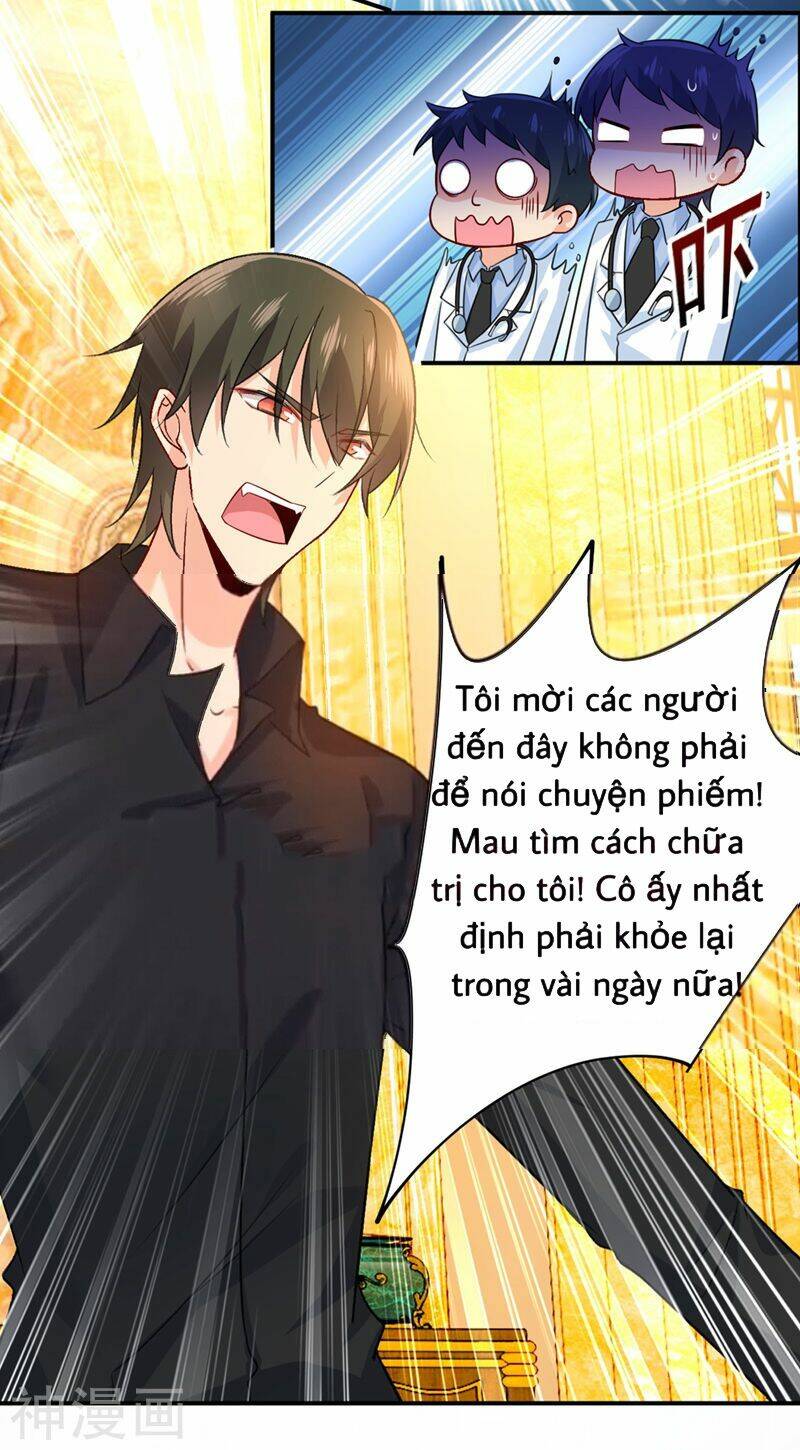 吓
Tôi mời các người
đến đây không phải
để nói chuyện phiếm!
Mau tìm cách chữa
trị cho tôi! Cô ấy nhất
định phải khỏe lại
trong vài ngày nữa!
神漫画